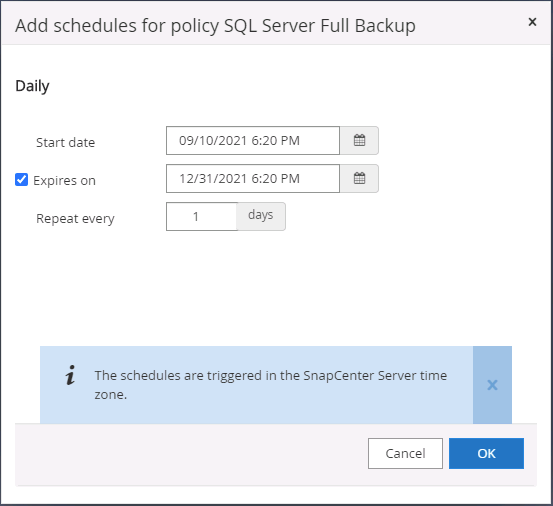 Add schedules for policy SQL Server Full Backup
×
Daily
Start date 09/10/2021 6:20 PM
Expires on 12/31/2021 6:20 PM
Repeat every 1 days
i The schedules are triggered in the SnapCenter Server time
zone.
×
Cancel OK